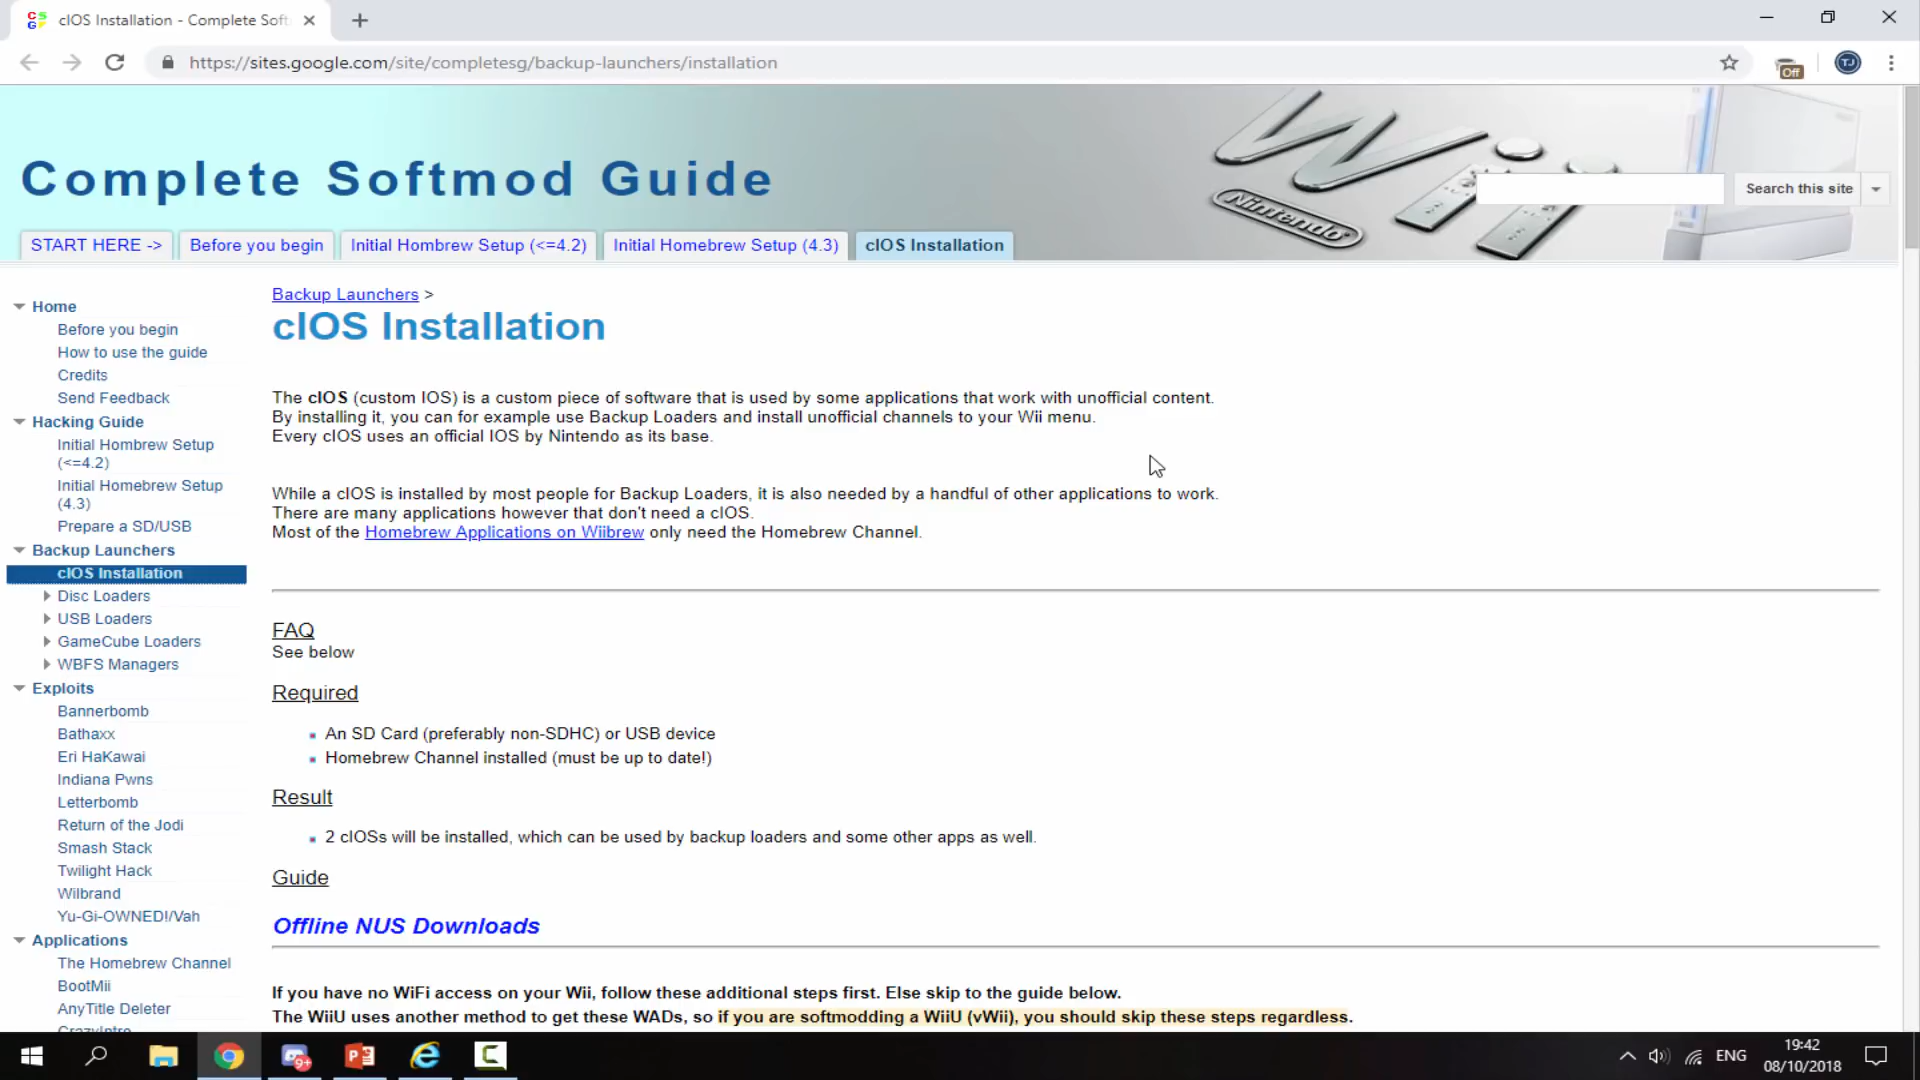 cIOS Installation - Complete Soft
https://sites.google.com/site/completesg/backup-launchers/installation
Off
TJ
Complete Softmod Guide
Wii
Nintendo
Search this site
START HERE ->
Before you begin
Initial Hombrew Setup (<=4.2)
Initial Homebrew Setup (4.3)
cIOS Installation
Home
Before you begin
How to use the guide
Credits
Send Feedback
Hacking Guide
Initial Hombrew Setup
(<=4.2)
Initial Homebrew Setup
(4.3)
Prepare a SD/USB
Backup Launchers
cIOS Installation
Disc Loaders
USB Loaders
GameCube Loaders
WBFS Managers
Exploits
Bannerbomb
Bathaxx
Eri HaKawai
Indiana Pwns
Letterbomb
Return of the Jodi
Smash Stack
Twilight Hack
Wilbrand
Yu-Gi-OWNED!/Vah
Applications
The Homebrew Channel
BootMii
AnyTitle Deleter
CrazyIntro
Backup Launchers >
cIOS Installation
The cIOS (custom IOS) is a custom piece of software that is used by some applications that work with unofficial content.
By installing it, you can for example use Backup Loaders and install unofficial channels to your Wii menu.
Every cIOS uses an official IOS by Nintendo as its base.
While a cIOS is installed by most people for Backup Loaders, it is also needed by a handful of other applications to work.
There are many applications however that don't need a cIOS.
Most of the Homebrew Applications on Wiibrew only need the Homebrew Channel.
FAQ
See below
Required
An SD Card (preferably non-SDHC) or USB device
Homebrew Channel installed (must be up to date!)
Result
2 cIOSs will be installed, which can be used by backup loaders and some other apps as well.
Guide
Offline NUS Downloads
If you have no WiFi access on your Wii, follow these additional steps first. Else skip to the guide below.
The WiiU uses another method to get these WADs, so if you are softmodding a WiiU (vWii), you should skip these steps regardless.
9+
ENG
19:42
08/10/2018